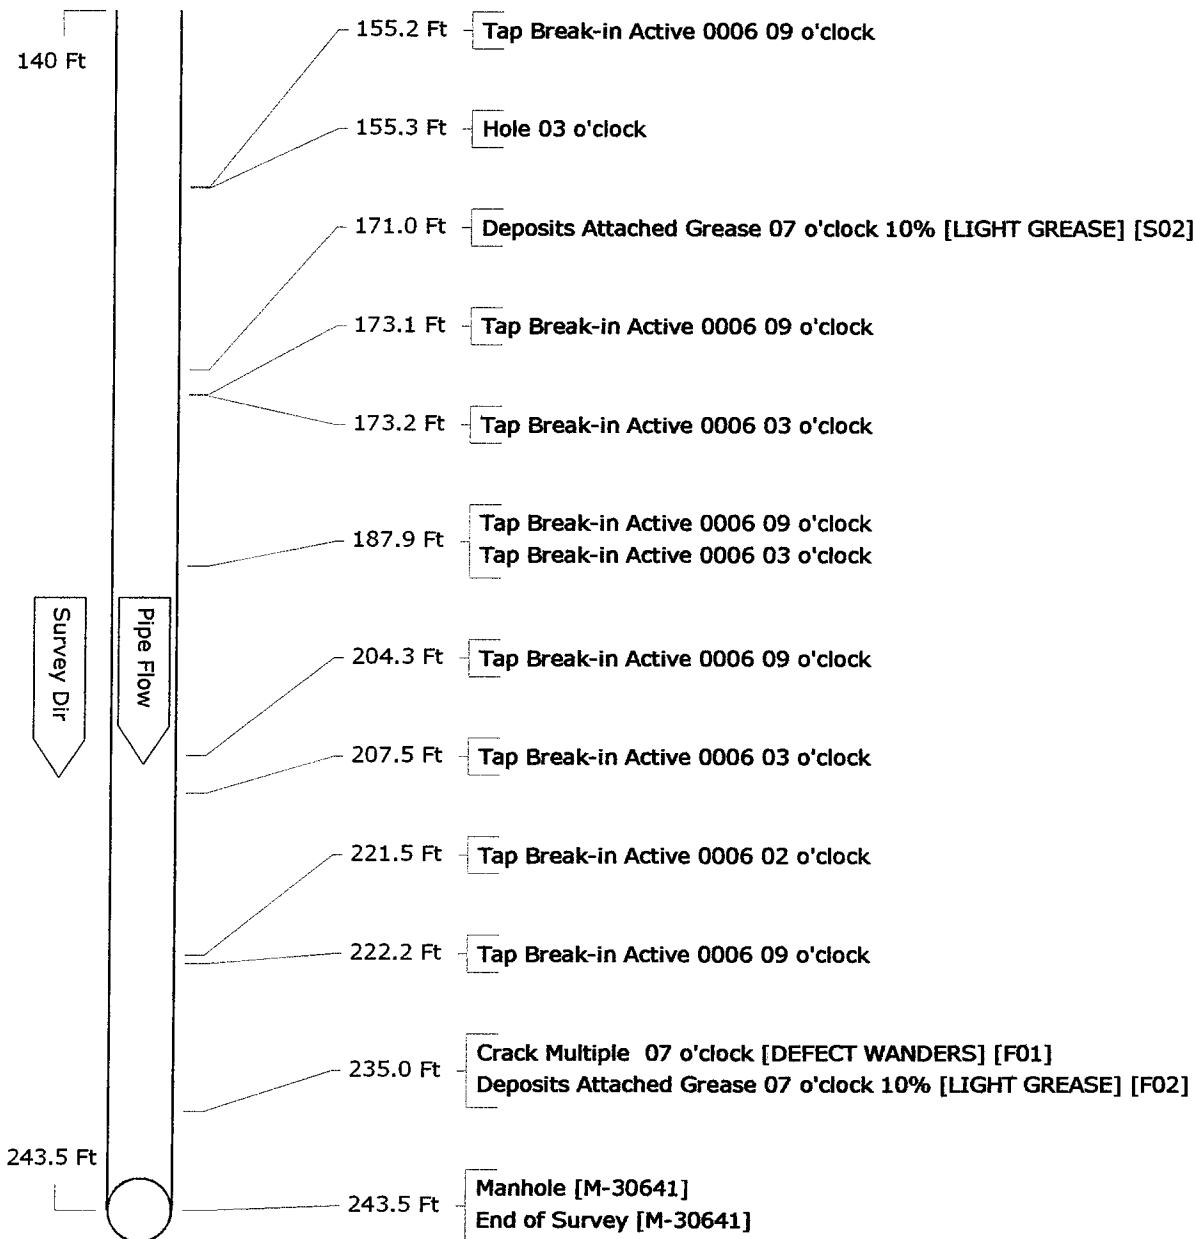 140 Ft
155.2 Ft Tap Break-in Active 0006 09 o'clock
155.3 Ft Hole 03 o'clock
171.0 Ft Deposits Attached Grease 07 o'clock 10% [LIGHT GREASE] [S02]
173.1 Ft Tap Break-in Active 0006 09 o'clock
173.2 Ft Tap Break-in Active 0006 03 o'clock
187.9 Ft
Tap Break-in Active 0006 09 o'clock
Tap Break-in Active 0006 03 o'clock
Survey Dir
Pipe Flow
204.3 Ft Tap Break-in Active 0006 09 o'clock
207.5 Ft Tap Break-in Active 0006 03 o'clock
221.5 Ft Tap Break-in Active 0006 02 o'clock
222.2 Ft Tap Break-in Active 0006 09 o'clock
235.0 Ft
Crack Multiple 07 o'clock [DEFECT WANDERS] [F01]
Deposits Attached Grease 07 o'clock 10% [LIGHT GREASE] [F02]
243.5 Ft
243.5 Ft
Manhole [M-30641]
End of Survey [M-30641]